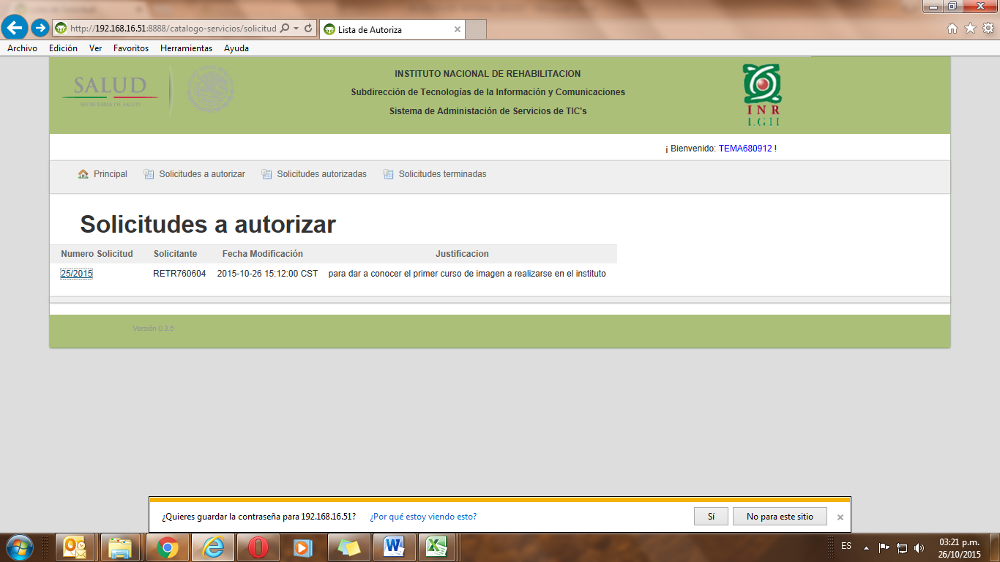 http://192.168.16.51:8888/catalogo-servicios/solicitud
Lista de Autoriza
Archivo Edición Ver Favoritos Herramientas Ayuda
SALUD
SECRETARÍA DE SALUD
INSTITUTO NACIONAL DE REHABILITACION
Subdirección de Tecnologías de la Información y Comunicaciones
Sistema de Administación de Servicios de TIC's
INR
LGII
¡ Bienvenido: TEMA680912 !
Principal Solicitudes a autorizar Solicitudes autorizadas Solicitudes terminadas
Solicitudes a autorizar
Numero Solicitud Solicitante Fecha Modificación Justificacion
25/2015 RETR760604 2015-10-26 15:12:00 CST para dar a conocer el primer curso de imagen a realizarse en el instituto
Versión 0.3.5
¿Quieres guardar la contraseña para 192.168.16.51? ¿Por qué estoy viendo esto? Sí No para este sitio
ES
03:21 p.m.
26/10/2015